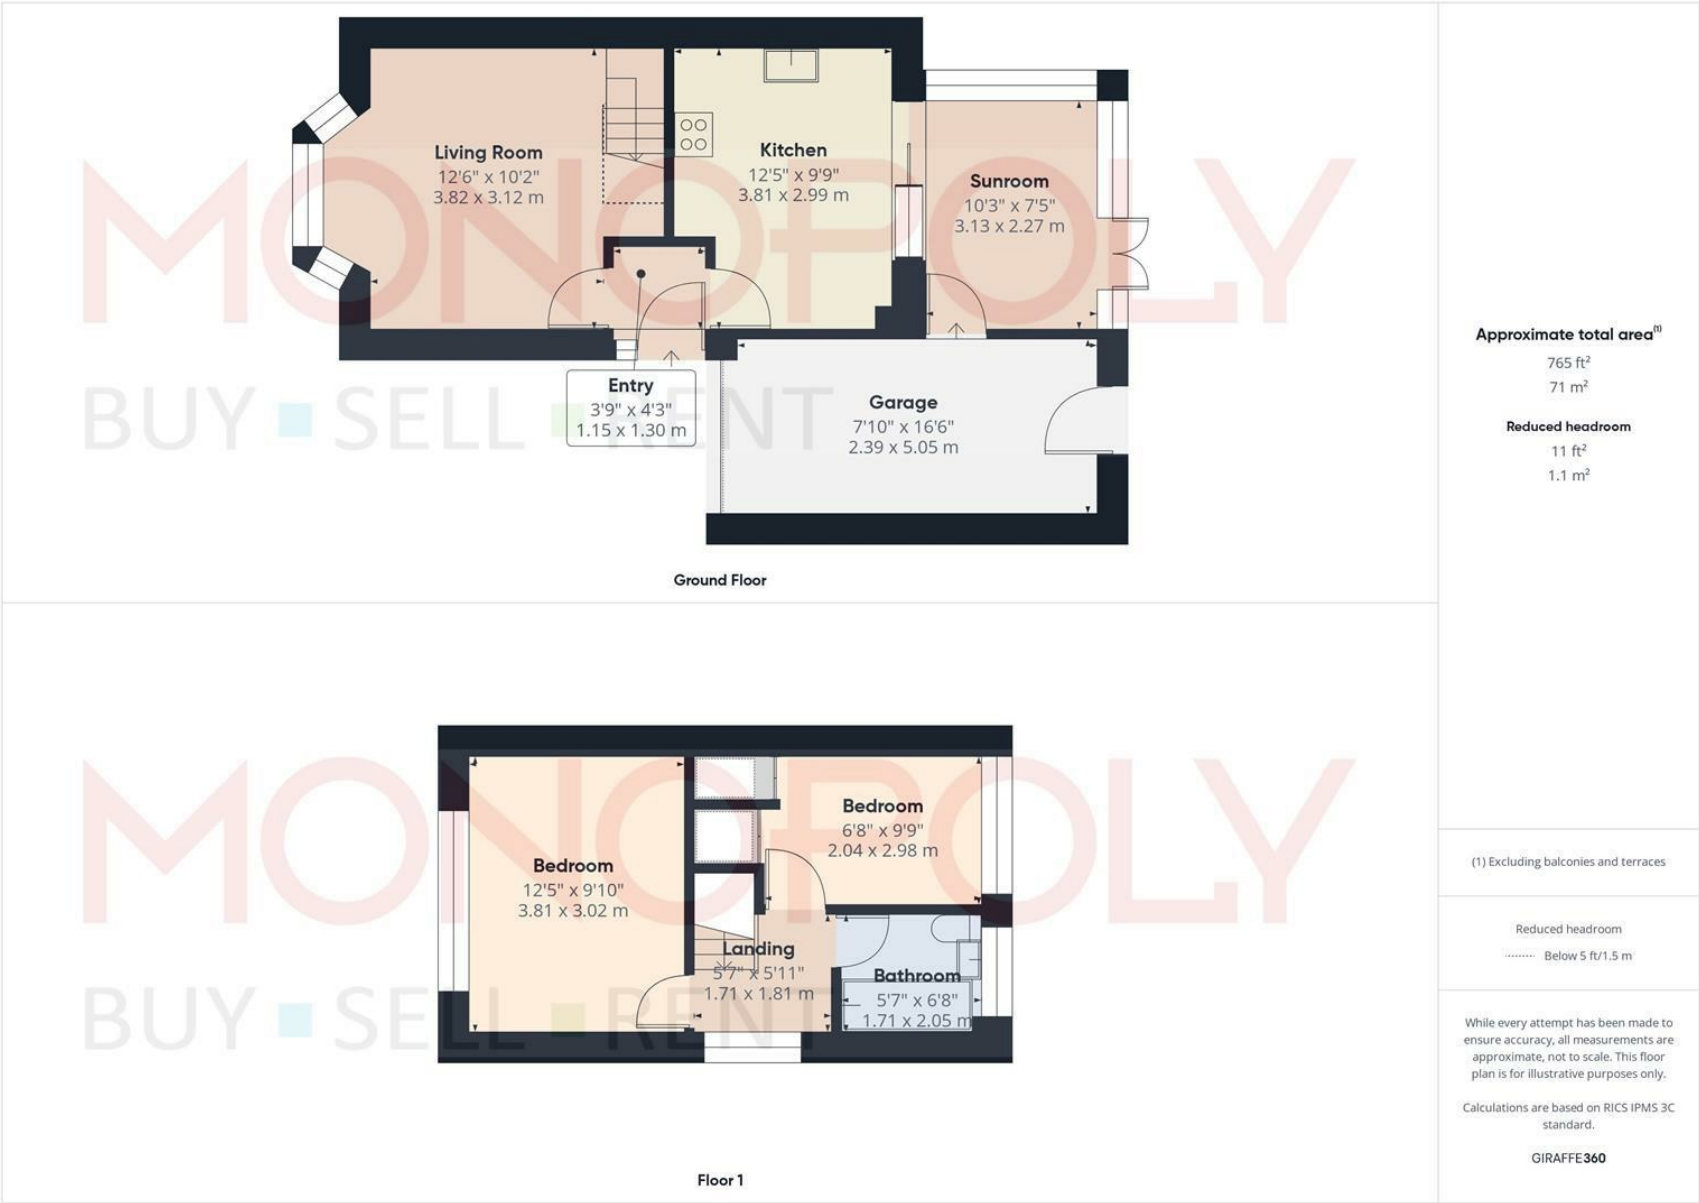 MONOPOLY
BUY SELL RENT
Living Room
12'6" x 10'2"
3.82 x 3.12 m
Kitchen
12'5" x 9'9"
3.81 x 2.99 m
Sunroom
10'3" x 7'5"
3.13 x 2.27 m
Entry
3'9" x 4'3"
1.15 x 1.30 m
Garage
7'10" x 16'6"
2.39 x 5.05 m
Ground Floor
MONOPOLY
BUY SELL RENT
Bedroom
12'5" x 9'10"
3.81 x 3.02 m
Bedroom
6'8" x 9'9"
2.04 x 2.98 m
Landing
5'7" x 5'11"
1.71 x 1.81 m
Bathroom
5'7" x 6'8"
1.71 x 2.05 m
Floor 1
Approximate total area(1)
765 ft²
71 m²
Reduced headroom
11 ft²
1.1 m²
(1) Excluding balconies and terraces
Reduced headroom
Below 5 ft/1.5 m
While every attempt has been made to
ensure accuracy, all measurements are
approximate, not to scale. This floor
plan is for illustrative purposes only.
Calculations are based on RICS IPMS 3C
standard.
GIRAFFE360